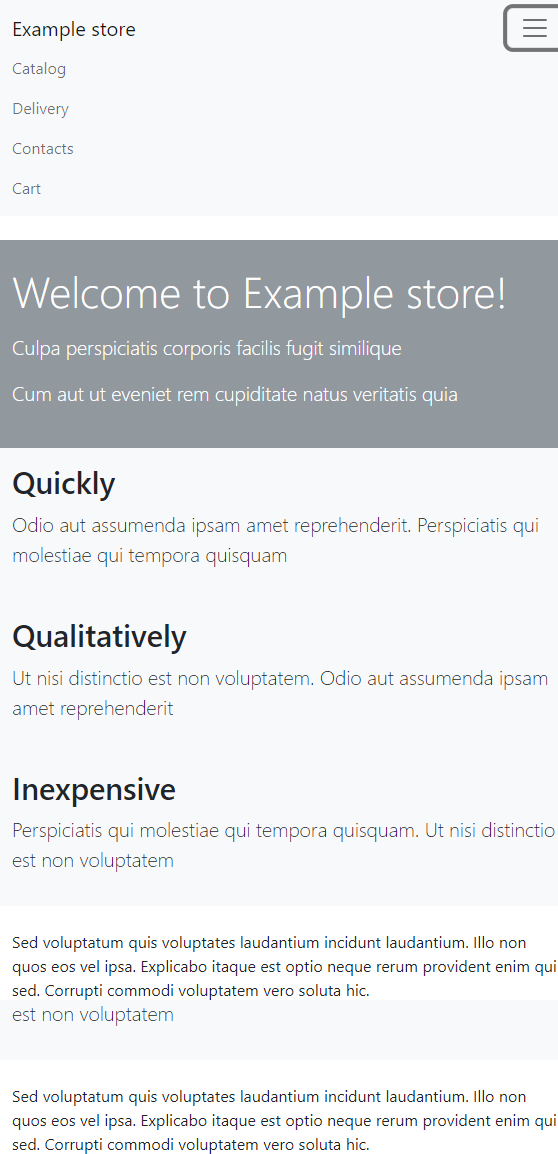 Example store
Catalog
Delivery
Contacts
Cart
Welcome to Example store!
Culpa perspiciatis corporis facilis fugit similique
Cum aut ut eveniet rem cupiditate natus veritatis quia
Quickly
Odio aut assumenda ipsam amet reprehenderit. Perspiciatis qui
molestiae qui tempora quisquam
Qualitatively
Ut nisi distinctio est non voluptatem. Odio aut assumenda ipsam
amet reprehenderit
Inexpensive
Perspiciatis qui molestiae qui tempora quisquam. Ut nisi distinctio
est non voluptatem
Sed voluptatum quis voluptates laudantium incidunt laudantium. Illo non
quos eos vel ipsa. Explicabo itaque est optio neque rerum provident enim qui
sed. Corrupti commodi voluptatem vero soluta hic.
est non voluptatem
Sed voluptatum quis voluptates laudantium incidunt laudantium. Illo non
quos eos vel ipsa. Explicabo itaque est optio neque rerum provident enim qui
sed. Corrupti commodi voluptatem vero soluta hic.